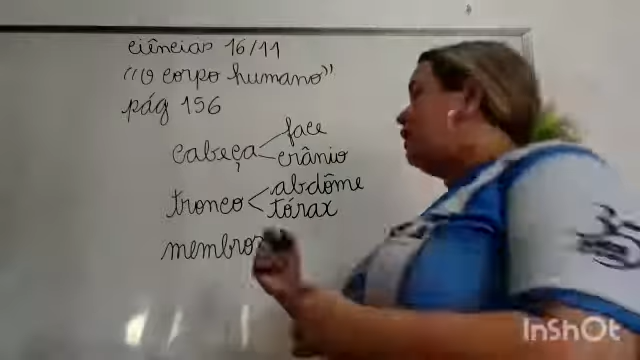 ciências 16/11
"O corpo humano"
pág 156
cabeça face
crânio
tronco abdôme
tórax
membros
InShOt